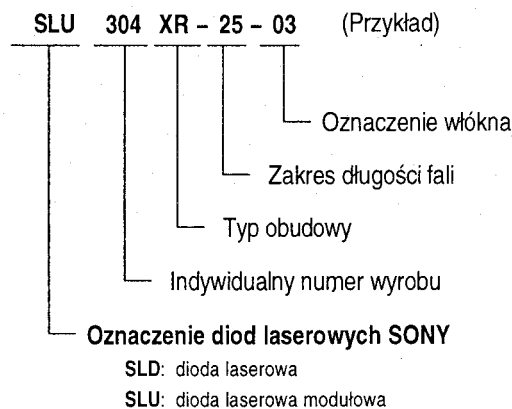 SLU 304 XR – 25 – 03 (Przykład)
Oznaczenie włókna
Zakres długości fali
Typ obudowy
Indywidualny numer wyrobu
Oznaczenie diod laserowych SONY
SLD: dioda laserowa
SLU: dioda laserowa modułowa